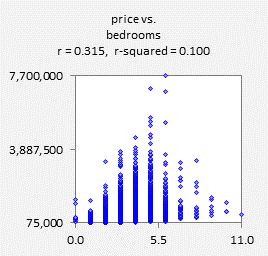 price vs.
bedrooms
r = 0.315, r-squared = 0.100
7,700,000
3,887,500
75,000
0.0 5.5 11.0